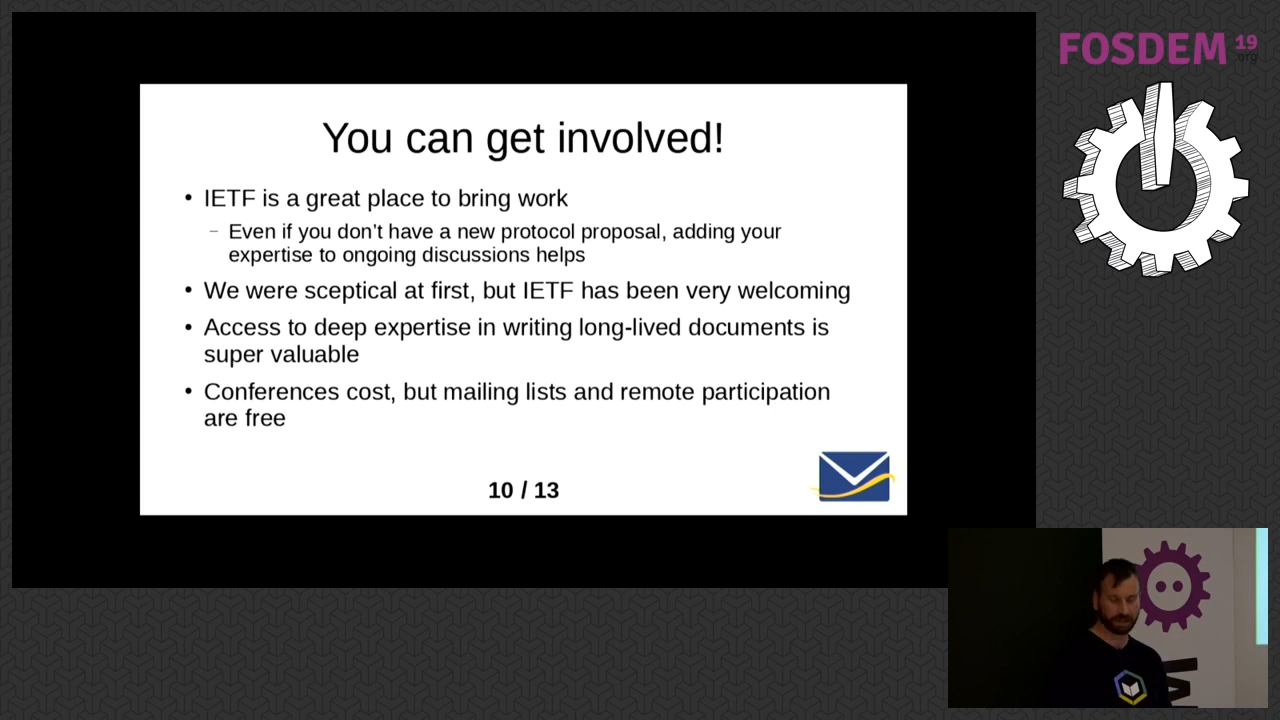 FOSDEM 19
.org
You can get involved!
• IETF is a great place to bring work
– Even if you don’t have a new protocol proposal, adding your
expertise to ongoing discussions helps
• We were sceptical at first, but IETF has been very welcoming
• Access to deep expertise in writing long-lived documents is
super valuable
• Conferences cost, but mailing lists and remote participation
are free
10 / 13